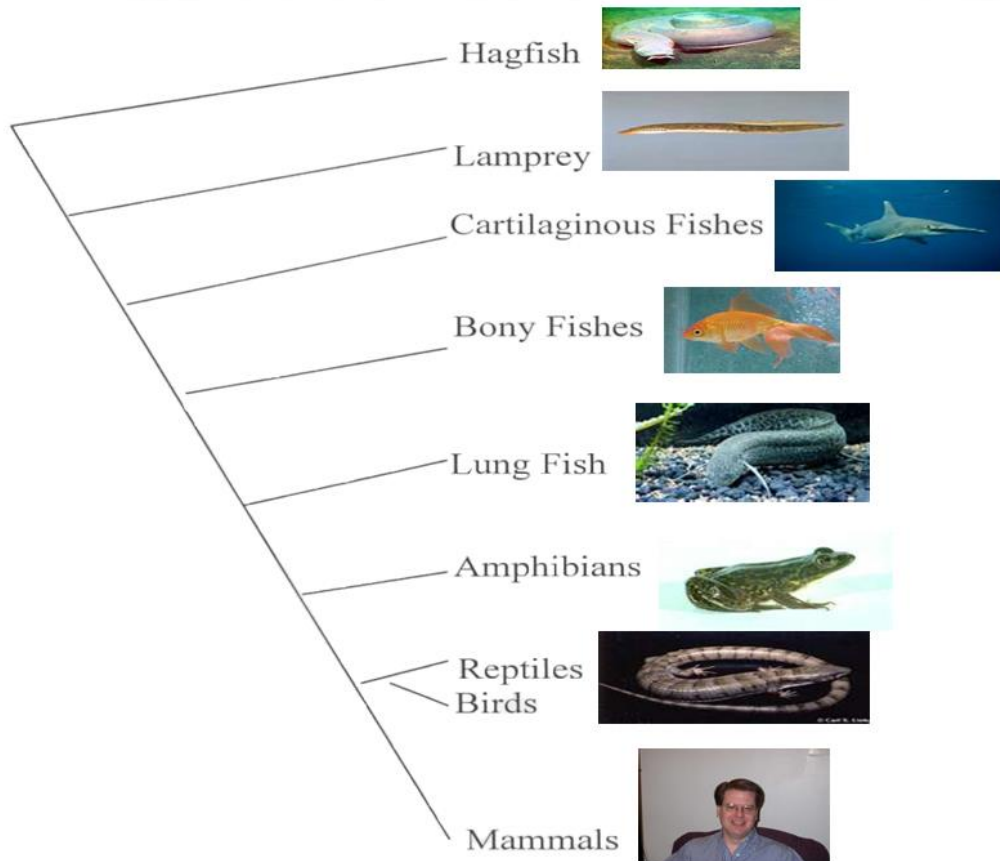 Hagfish
Lamprey
Cartilaginous Fishes
Bony Fishes
Lung Fish
Amphibians
Reptiles
Birds
Mammals